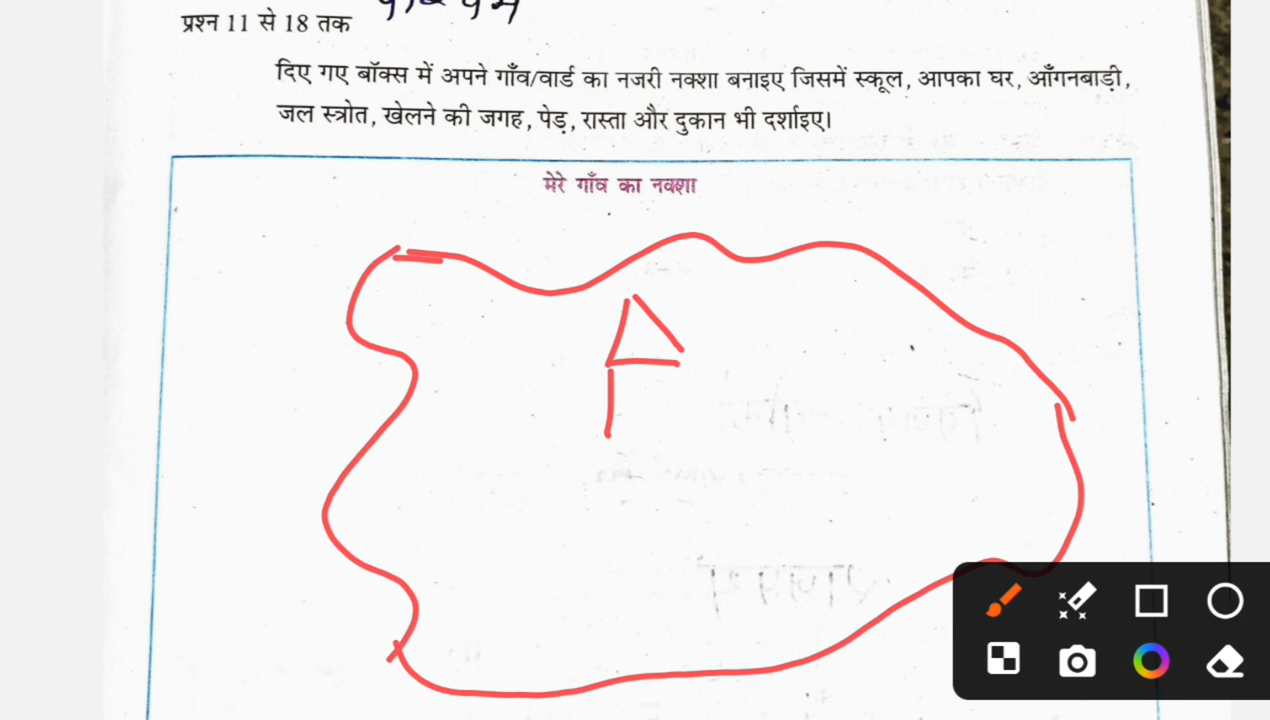 प्रश्न 11 से 18 तक
दिए गए बॉक्स में अपने गाँव/वार्ड का नजरी नक्शा बनाइए जिसमें स्कूल, आपका घर, आँगनबाड़ी,
जल स्त्रोत, खेलने की जगह, पेड़, रास्ता और दुकान भी दर्शाइए।
मेरे गाँव का नक्शा